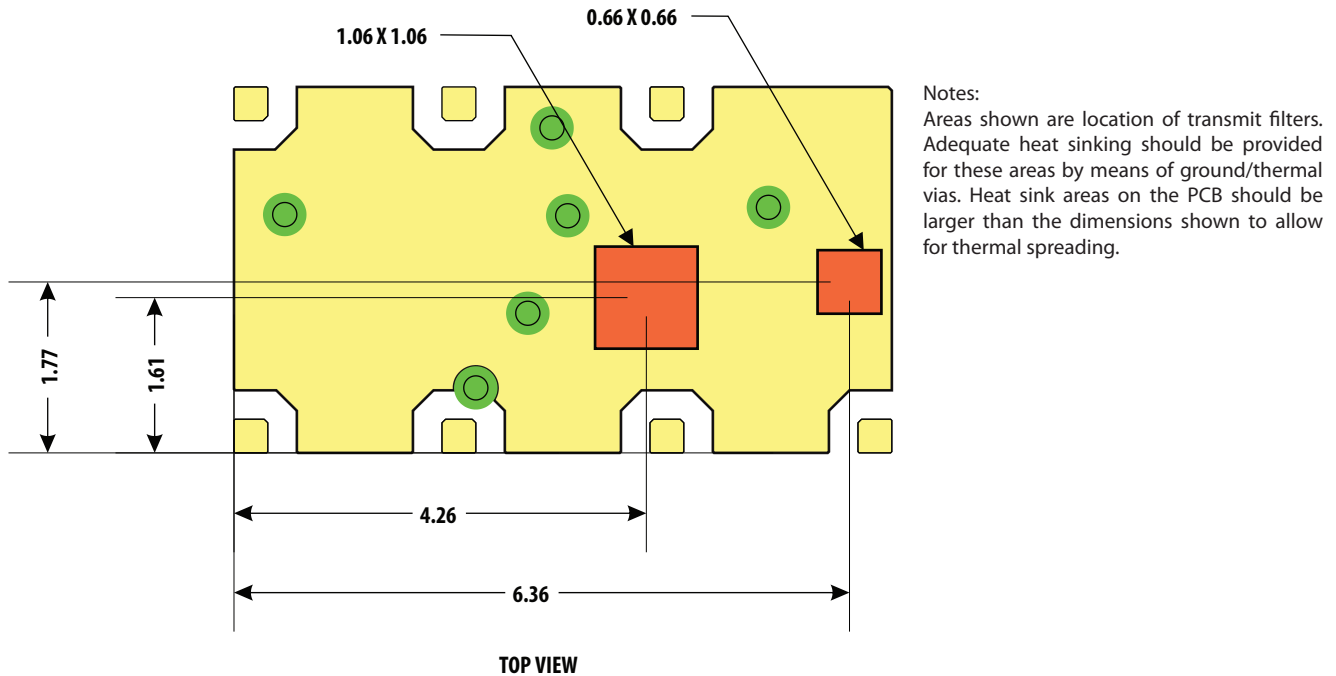 0.66 X 0.66
1.06 X 1.06
Notes:
Areas shown are location of transmit filters.
Adequate heat sinking should be provided
for these areas by means of ground/thermal
vias. Heat sink areas on the PCB should be
larger than the dimensions shown to allow
for thermal spreading.
1.77
1.61
4.26
6.36
TOP VIEW